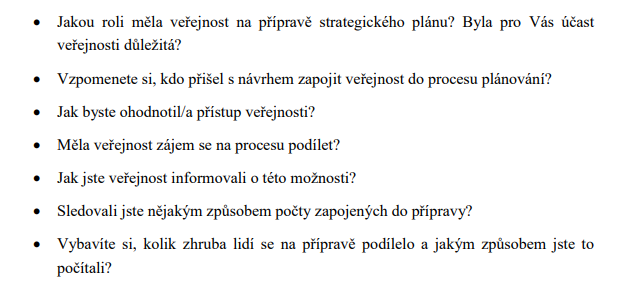 • Jakou roli měla veřejnost na přípravě strategického plánu? Byla pro Vás účast
veřejnosti důležitá?
• Vzpomenete si, kdo přišel s návrhem zapojit veřejnost do procesu plánování?
• Jak byste ohodnotil/a přístup veřejnosti?
• Měla veřejnost zájem se na procesu podílet?
• Jak jste veřejnost informovali o této možnosti?
• Sledovali jste nějakým způsobem počty zapojených do přípravy?
• Vybavíte si, kolik zhruba lidí se na přípravě podílelo a jakým způsobem jste to
počítali?